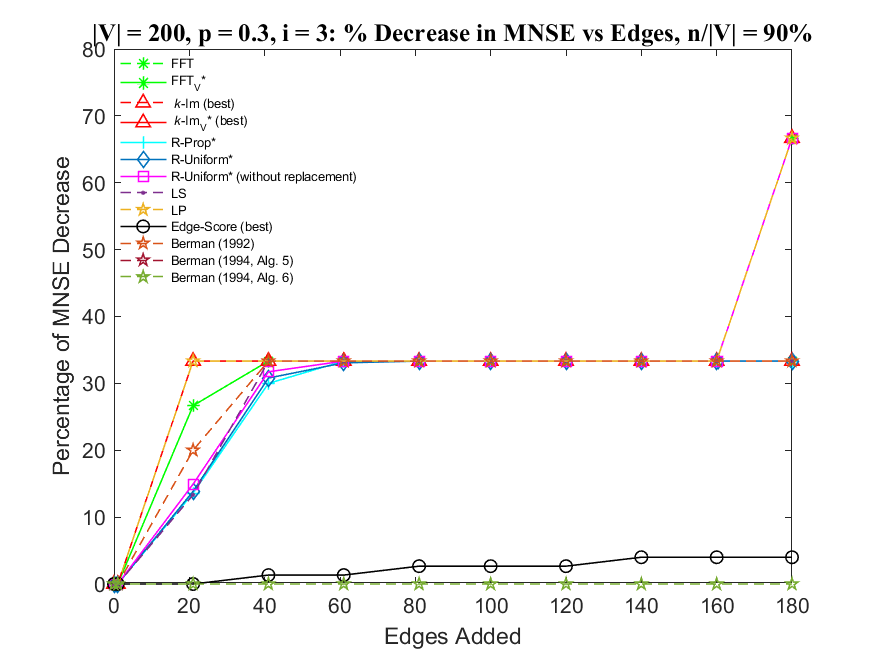 |V| = 200, p = 0.3, i = 3: % Decrease in MNSE vs Edges, n/|V| = 90%
80
70
60
50
40
30
20
10
0
Percentage of MNSE Decrease
FFT
FFT_V*
k-lm (best)
k-lm_V* (best)
R-Prop*
R-Uniform*
R-Uniform* (without replacement)
LS
LP
Edge-Score (best)
Berman (1992)
Berman (1994, Alg. 5)
Berman (1994, Alg. 6)
0 20 40 60 80 100 120 140 160 180
Edges Added